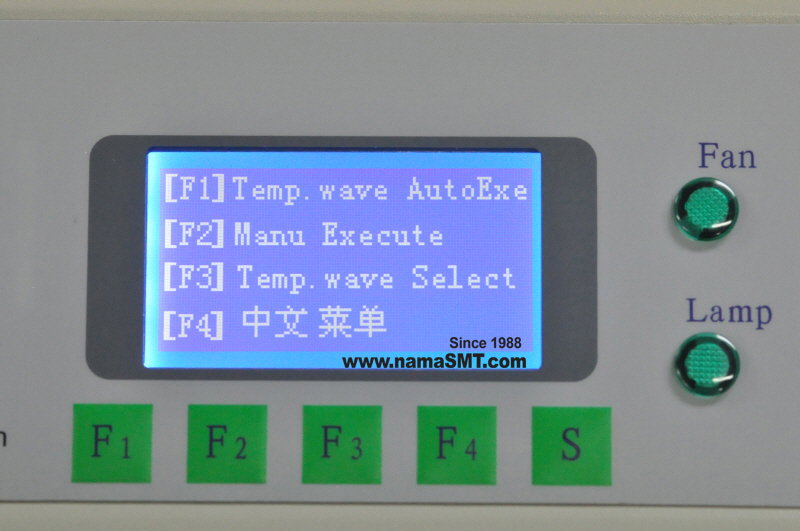 [F1] Temp.wave AutoExe
[F2] Manu Execute
[F3] Temp.wave Select
[F4] 中文 菜单
Since 1988
www.namaSMT.com
Fan
Lamp
F1 F2 F3 F4 S